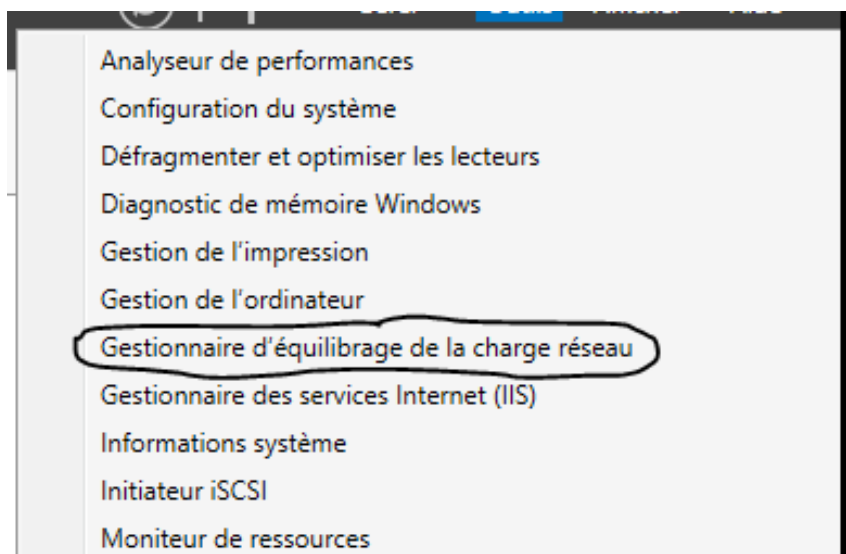 Outils
Analyseur de performances
Configuration du système
Défragmenter et optimiser les lecteurs
Diagnostic de mémoire Windows
Gestion de l'impression
Gestion de l'ordinateur
Gestionnaire d'équilibrage de la charge réseau
Gestionnaire des services Internet (IIS)
Informations système
Initiateur iSCSI
Moniteur de ressources